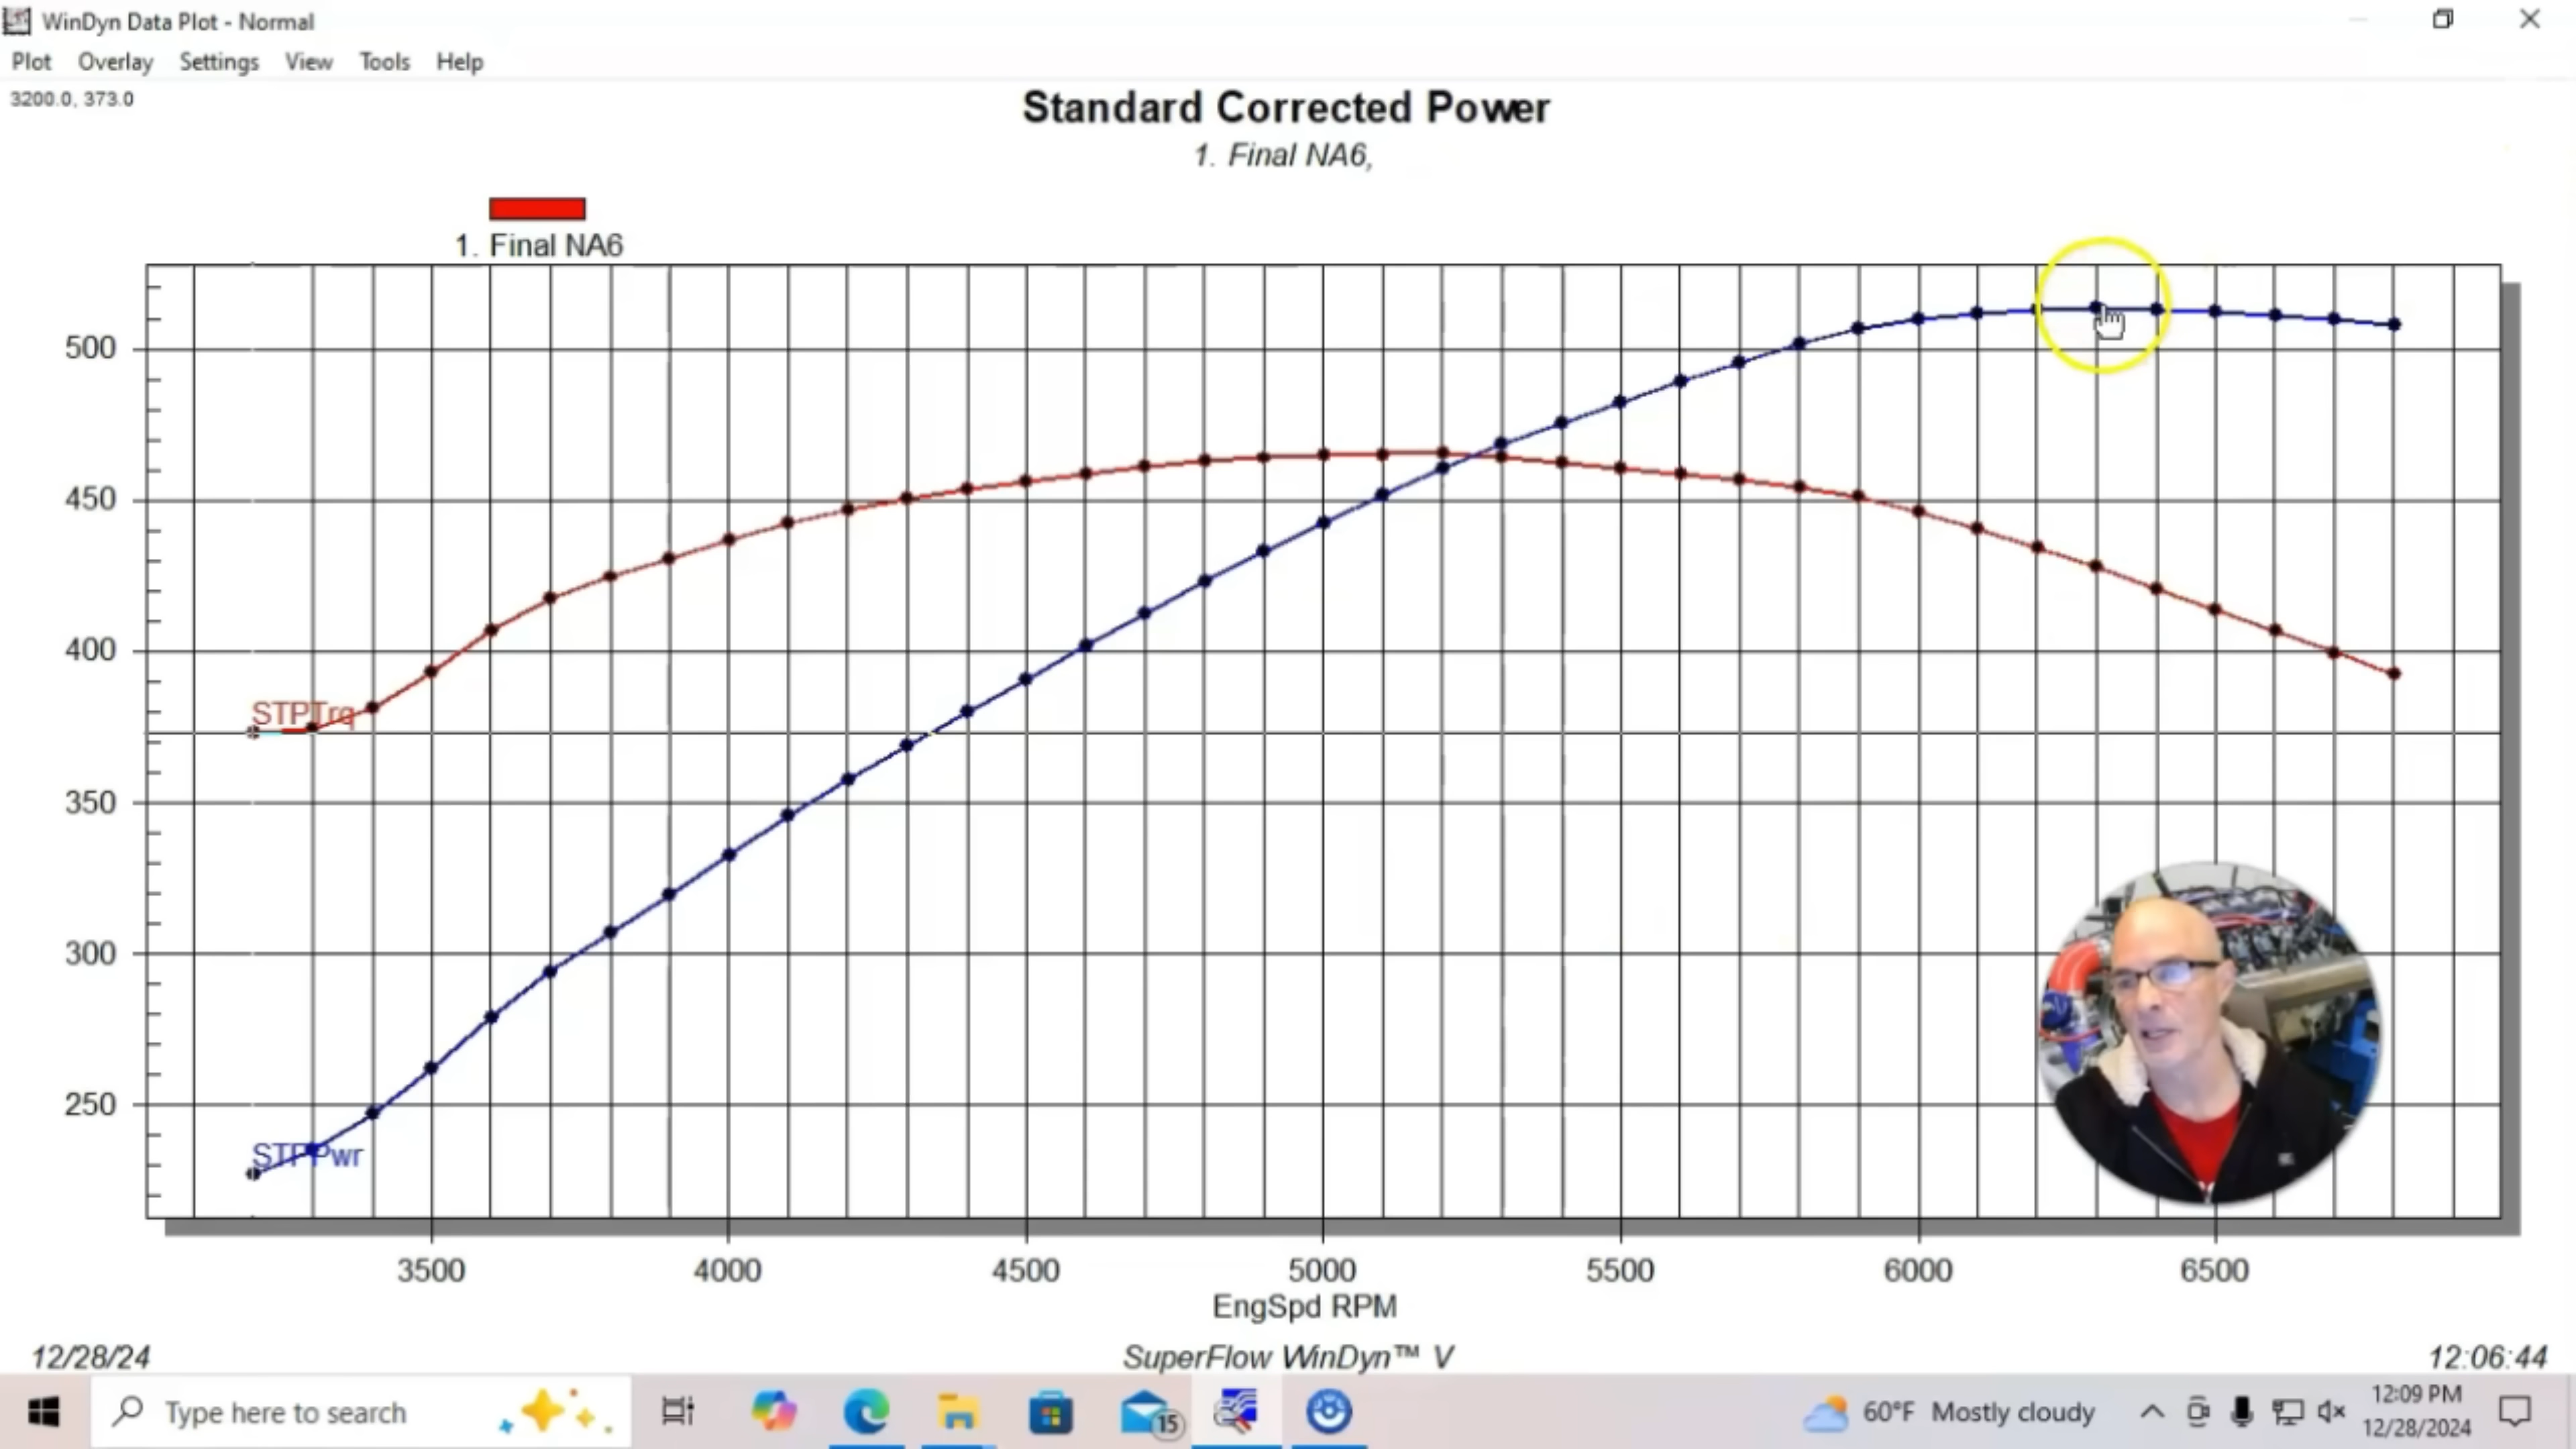 WinDyn Data Plot - Normal
Plot Overlay Settings View Tools Help
3200.0, 373.0
Standard Corrected Power
1. Final NA6,
1. Final NA6
500
450
400
STPTrq
350
300
250
STPPwr
3500 4000 4500 5000 5500 6000 6500
EngSpd RPM
12/28/24 SuperFlow WinDyn™ V 12:06:44
Type here to search 15 60°F Mostly cloudy 12:09 PM
12/28/2024